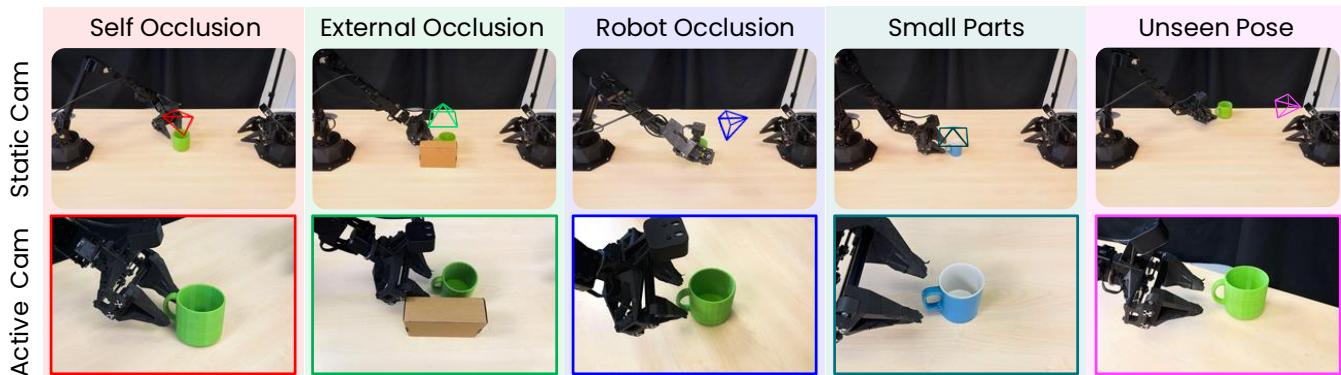 Self Occlusion
External Occlusion
Robot Occlusion
Small Parts
Unseen Pose
Static Cam
Active Cam